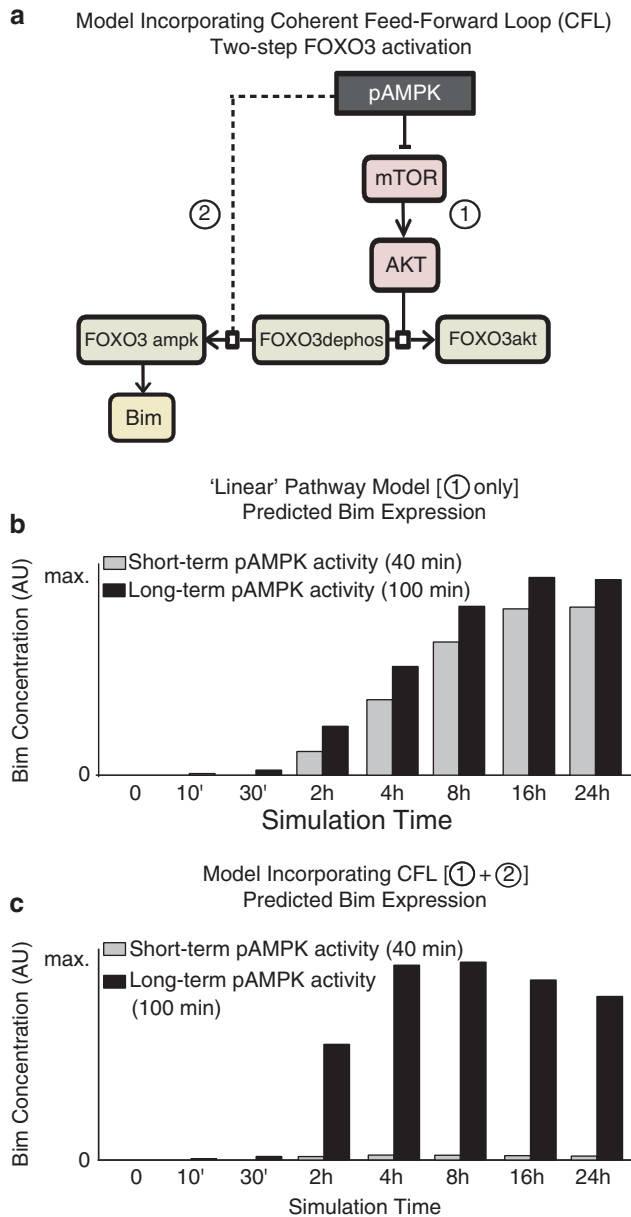 a
Model Incorporating Coherent Feed-Forward Loop (CFL)
Two-step FOXO3 activation
pAMPK
mTOR
2
1
AKT
FOXO3 ampk
FOXO3dephos
FOXO3akt
Bim
'Linear' Pathway Model [1 only]
Predicted Bim Expression
b
Short-term pAMPK activity (40 min)
max.
Long-term pAMPK activity (100 min)
Bim Concentration (AU)
0
0 10' 30' 2h 4h 8h 16h 24h
Simulation Time
Model Incorporating CFL [1 + 2]
Predicted Bim Expression
c
Short-term pAMPK activity (40 min)
max.
Long-term pAMPK activity
(100 min)
Bim Concentration (AU)
0
0 10' 30' 2h 4h 8h 16h 24h
Simulation Time